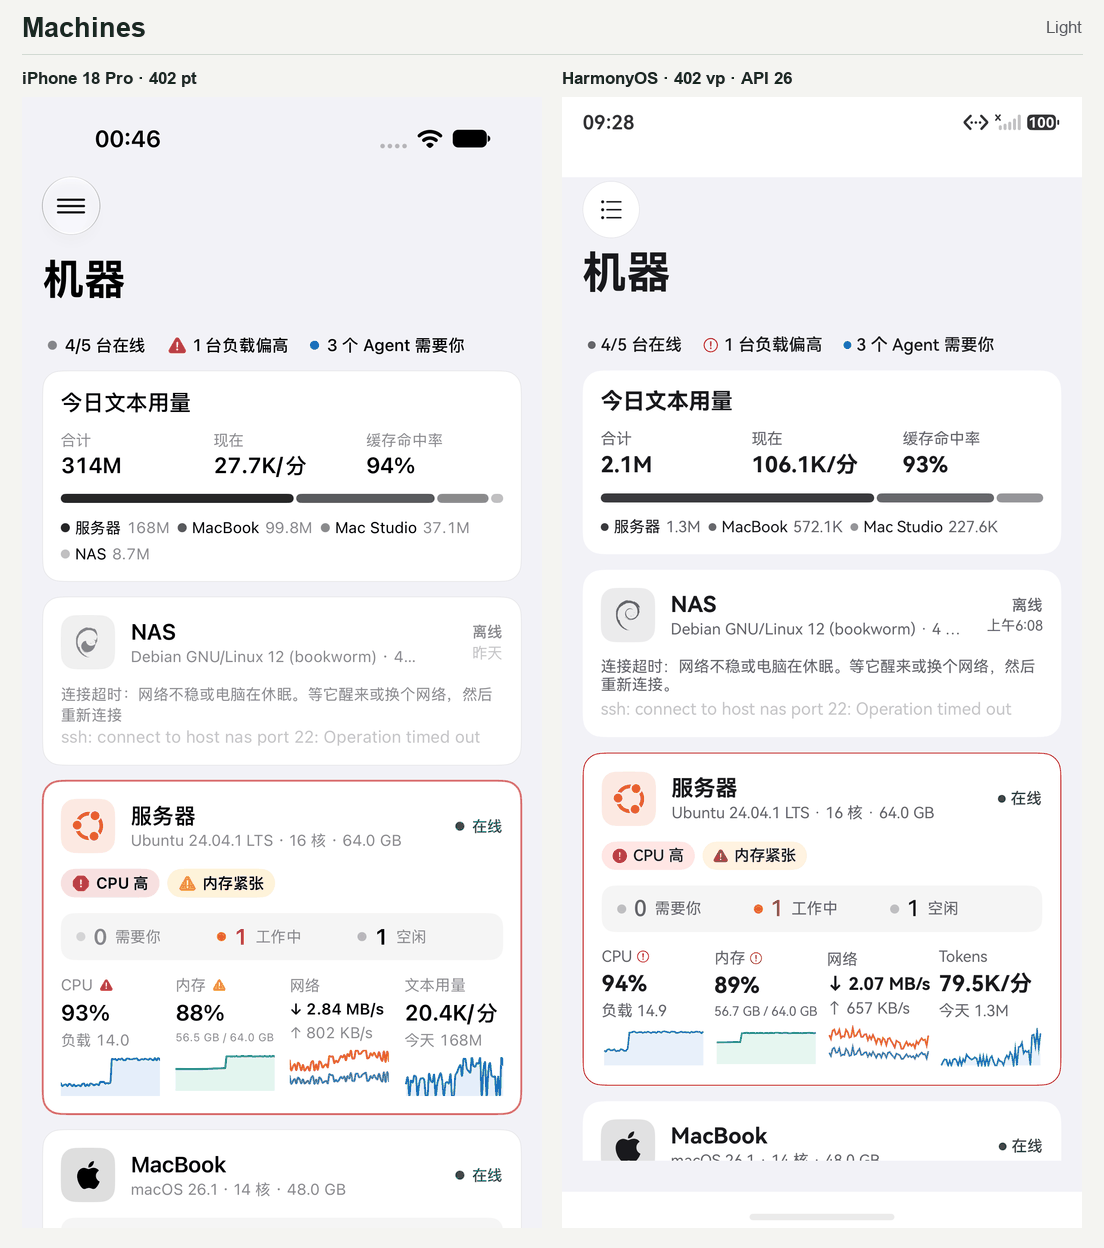 Machines
Light
iPhone 18 Pro · 402 pt
00:46
机器
4/5 台在线 1 台负载偏高 3 个 Agent 需要你
今日文本用量
合计 现在 缓存命中率
314M 27.7K/分 94%
服务器 168M MacBook 99.8M Mac Studio 37.1M
NAS 8.7M
NAS
离线
Debian GNU/Linux 12 (bookworm) · 4...
昨天
连接超时：网络不稳或电脑在休眠。等它醒来或换个网络，然后
重新连接
ssh: connect to host nas port 22: Operation timed out
服务器
Ubuntu 24.04.1 LTS · 16 核 · 64.0 GB
在线
CPU 高 内存紧张
0 需要你 1 工作中 1 空闲
CPU 内存 网络 文本用量
93% 88% ↓ 2.84 MB/s 20.4K/分
负载 14.0 56.5 GB / 64.0 GB ↑ 802 KB/s 今天 168M
MacBook
macOS 26.1 · 14 核 · 48.0 GB
在线
HarmonyOS · 402 vp · API 26
09:28
100
机器
4/5 台在线 1 台负载偏高 3 个 Agent 需要你
今日文本用量
合计 现在 缓存命中率
2.1M 106.1K/分 93%
服务器 1.3M MacBook 572.1K Mac Studio 227.6K
NAS
离线
Debian GNU/Linux 12 (bookworm) · 4 ...
上午6:08
连接超时：网络不稳或电脑在休眠。等它醒来或换个网络，然后
重新连接。
ssh: connect to host nas port 22: Operation timed out
服务器
Ubuntu 24.04.1 LTS · 16 核 · 64.0 GB
在线
CPU 高 内存紧张
0 需要你 1 工作中 1 空闲
CPU 内存 网络 Tokens
94% 89% ↓ 2.07 MB/s 79.5K/分
负载 14.9 56.7 GB / 64.0 GB ↑ 657 KB/s 今天 1.3M
MacBook
macOS 26.1 · 14 核 · 48.0 GB
在线